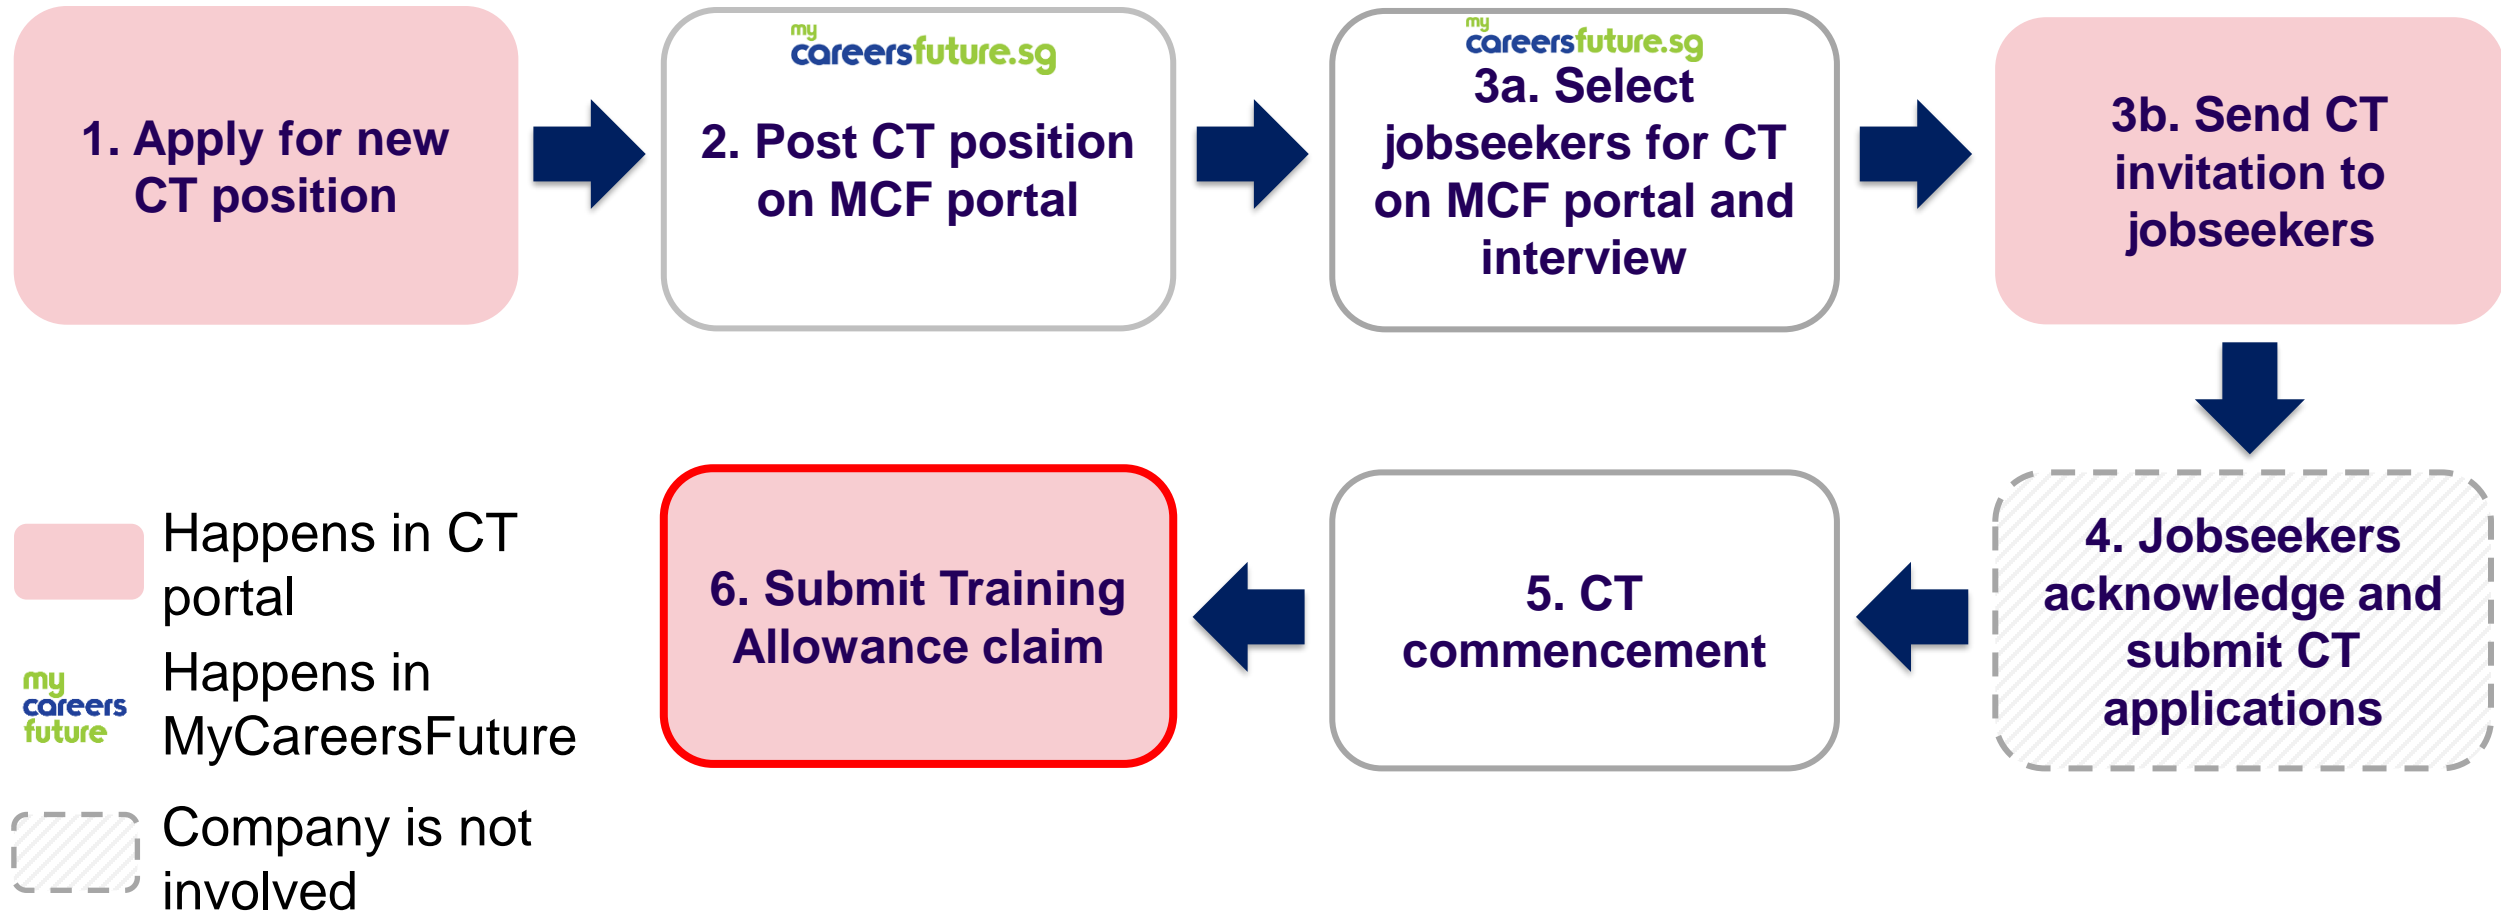 1. Apply for new
CT position
my
careersfuture.sg
2. Post CT position
on MCF portal
my
careersfuture.sg
3a. Select
jobseekers for CT
on MCF portal and
interview
3b. Send CT
invitation to
jobseekers
4. Jobseekers
acknowledge and
submit CT
applications
5. CT
commencement
6. Submit Training
Allowance claim
Happens in CT
portal
my
careers
future
Happens in
MyCareersFuture
Company is not
involved